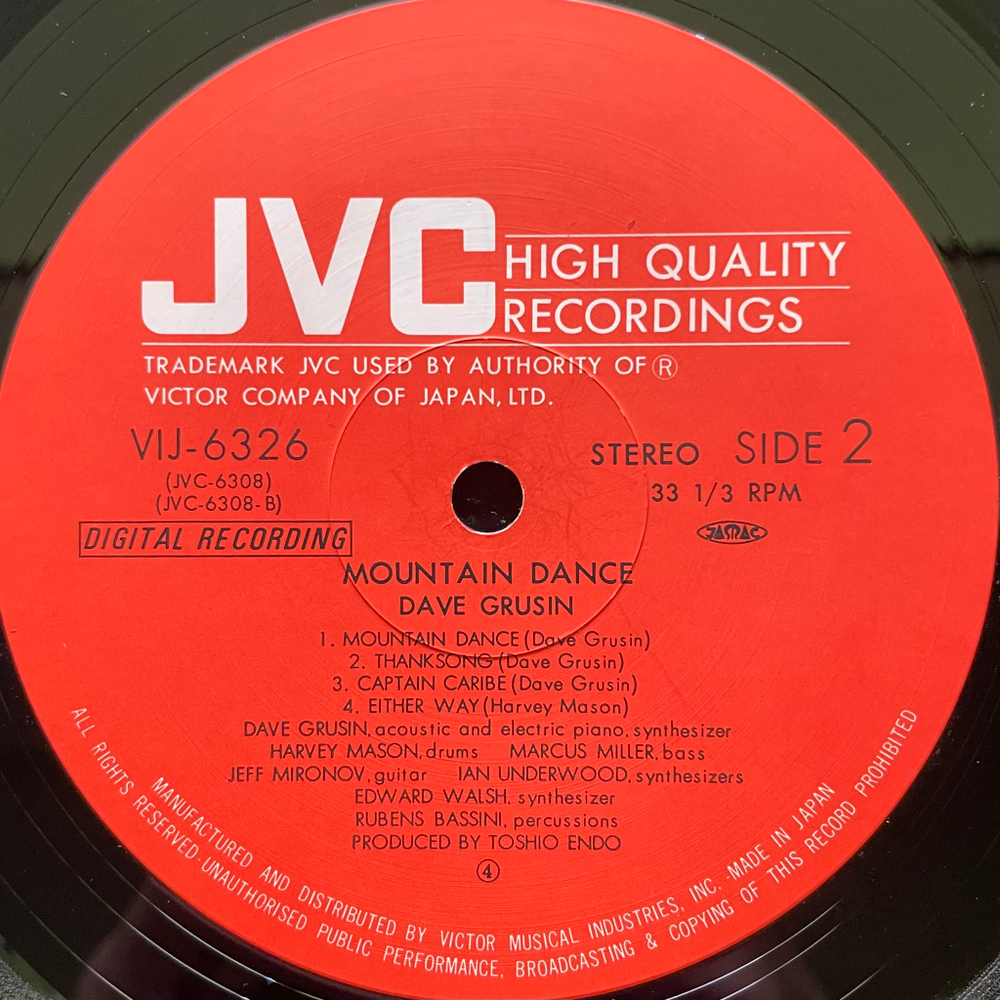 JVC HIGH QUALITY
RECORDINGS
TRADEMARK JVC USED BY AUTHORITY OF Ⓡ
VICTOR COMPANY OF JAPAN, LTD.
VIJ-6326
(JVC-6308)
(JVC-6308-B)
DIGITAL RECORDING
STEREO SIDE 2
33 1/3 RPM
JASRAC
MOUNTAIN DANCE
DAVE GRUSIN
1. MOUNTAIN DANCE (Dave Grusin)
2. THANKSONG (Dave Grusin)
3. CAPTAIN CARIBE (Dave Grusin)
4. EITHER WAY (Harvey Mason)
DAVE GRUSIN, acoustic and electric piano, synthesizer
HARVEY MASON, drums MARCUS MILLER, bass
JEFF MIRONOV, guitar IAN UNDERWOOD, synthesizers
EDWARD WALSH, synthesizer
RUBENS BASSINI, percussions
PRODUCED BY TOSHIO ENDO
④
MANUFACTURED AND DISTRIBUTED BY VICTOR MUSICAL INDUSTRIES, INC. MADE IN JAPAN
ALL RIGHTS RESERVED·UNAUTHORISED PUBLIC PERFORMANCE, BROADCASTING & COPYING OF THIS RECORD PROHIBITED